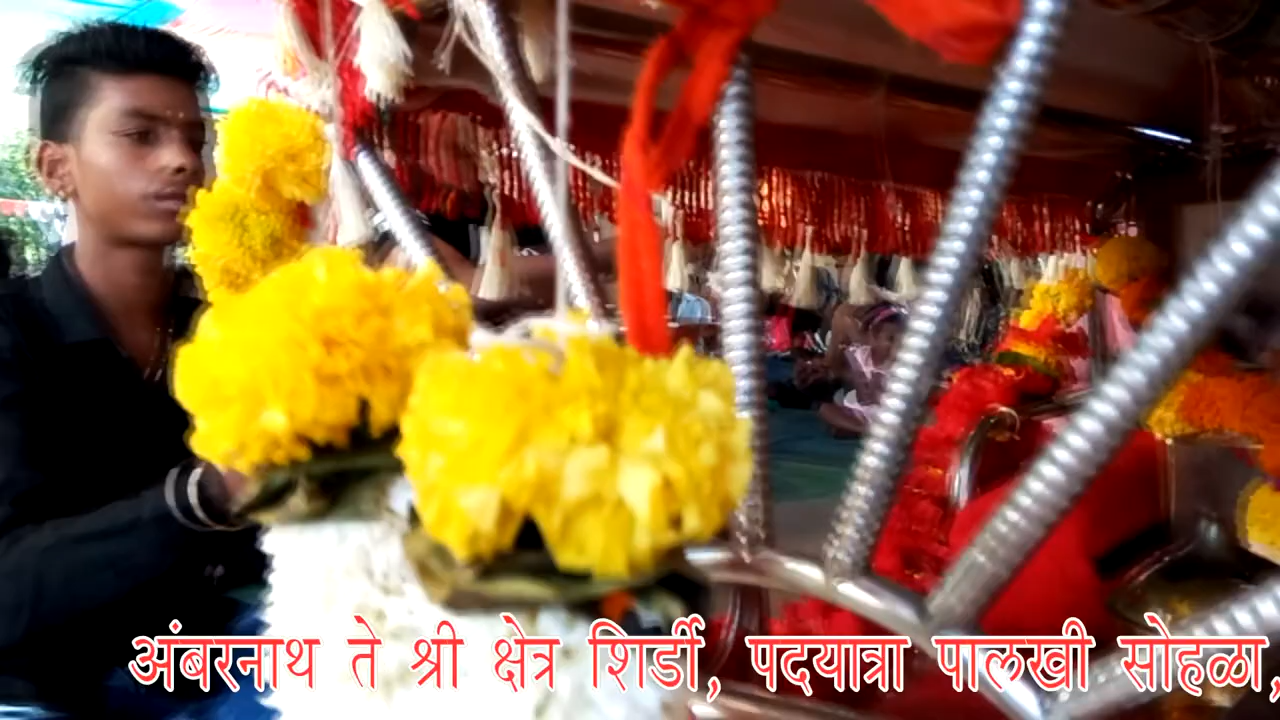 अंबरनाथ ते श्री क्षेत्र शिर्डी, पदयात्रा पालखी सोहळा,